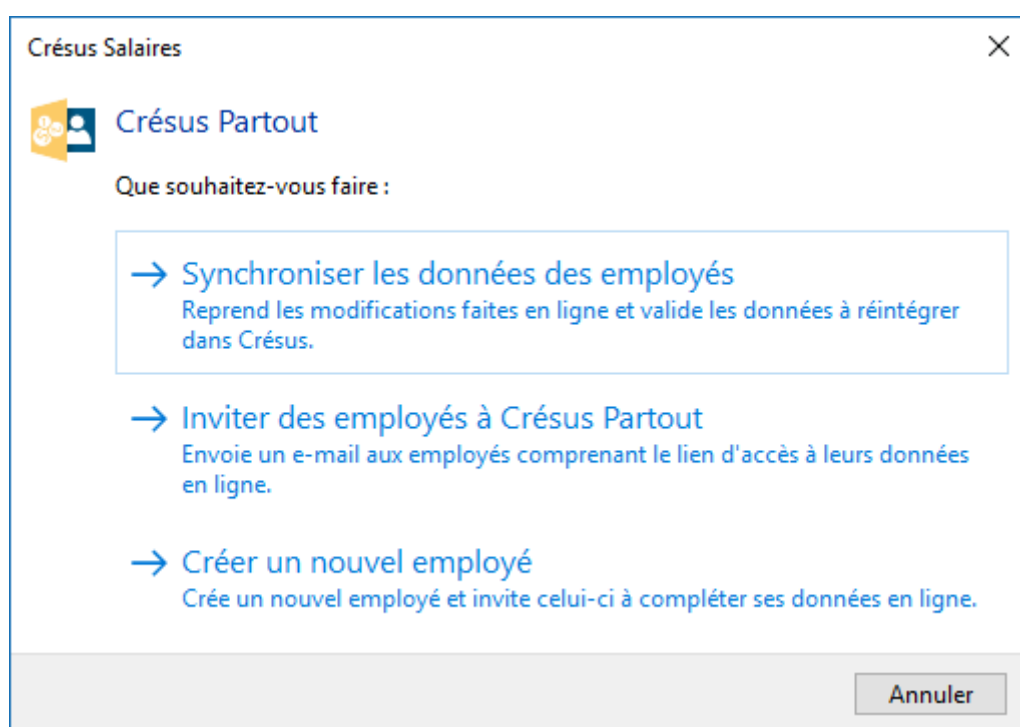 Crésus Salaires
Crésus Partout
Que souhaitez-vous faire :
→ Synchroniser les données des employés
Reprend les modifications faites en ligne et valide les données à réintégrer
dans Crésus.
→ Inviter des employés à Crésus Partout
Envoie un e-mail aux employés comprenant le lien d'accès à leurs données
en ligne.
→ Créer un nouvel employé
Crée un nouvel employé et invite celui-ci à compléter ses données en ligne.
Annuler